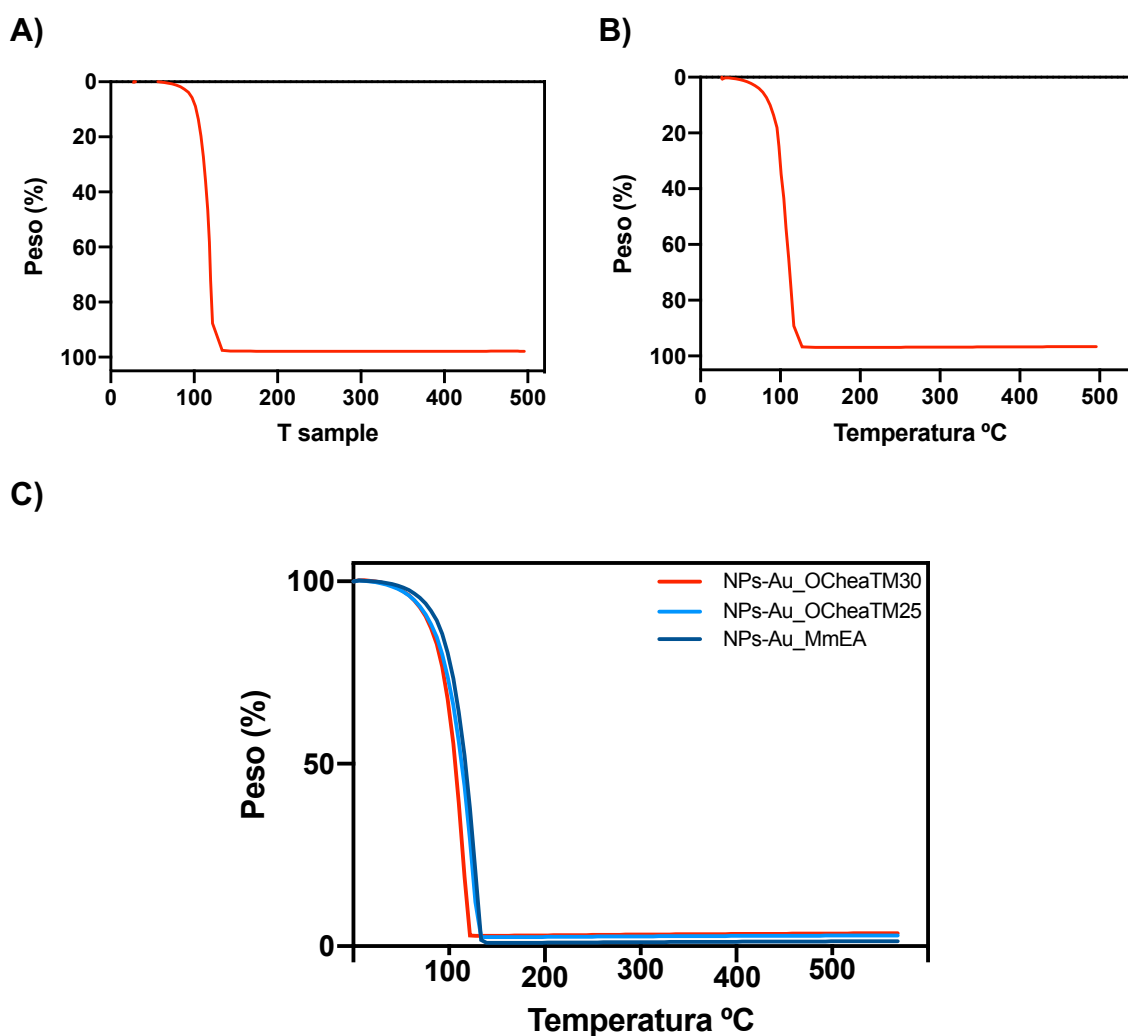 A)
0
20
40
60
80
100
Peso (%)
0 100 200 300 400 500
T sample
B)
0
20
40
60
80
100
Peso (%)
0 100 200 300 400 500
Temperatura ºC
C)
100
50
0
Peso (%)
NPs-Au_OCheaTM30
NPs-Au_OCheaTM25
NPs-Au_MmEA
100 200 300 400 500
Temperatura ºC